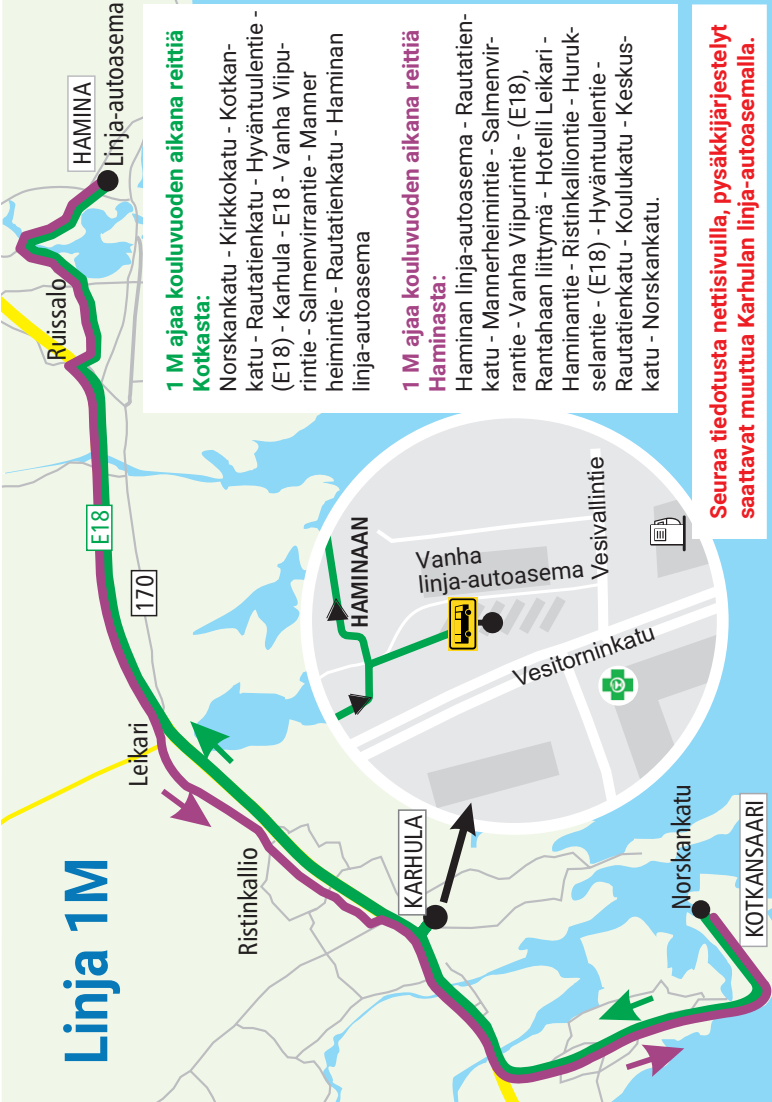 Linja 1M
HAMINA
Linja-autoasema
Ruissalo
E18
170
Leikari
Ristinkallio
KARHULA
Norskankatu
KOTKANSAARI
HAMINAAN
Vanha
linja-autoasema
Vesivallintie
Vesitorninkatu
1 M ajaa kouluvuoden aikana reittiä
Kotkasta:
Norskankatu - Kirkkokatu - Kotkan-
katu - Rautatienkatu - Hyväntuulentie -
(E18) - Karhula - E18 - Vanha Viipu-
rintie - Salmenvirrantie - Manner
heimintie - Rautatienkatu - Haminan
linja-autoasema
1 M ajaa kouluvuoden aikana reittiä
Haminasta:
Haminan linja-autoasema - Rautatien-
katu - Mannerheimintie - Salmenvir-
rantie - Vanha Viipurintie - (E18),
Rantahaan liittymä - Hotelli Leikari -
Haminantie - Ristinkalliontie - Huruk-
selantie - (E18) - Hyväntuulentie -
Rautatienkatu - Koulukatu - Keskus-
katu - Norskankatu.
Seuraa tiedotusta nettisivuilla, pysäkkijärjestelyt
saattavat muuttua Karhulan linja-autoasemalla.